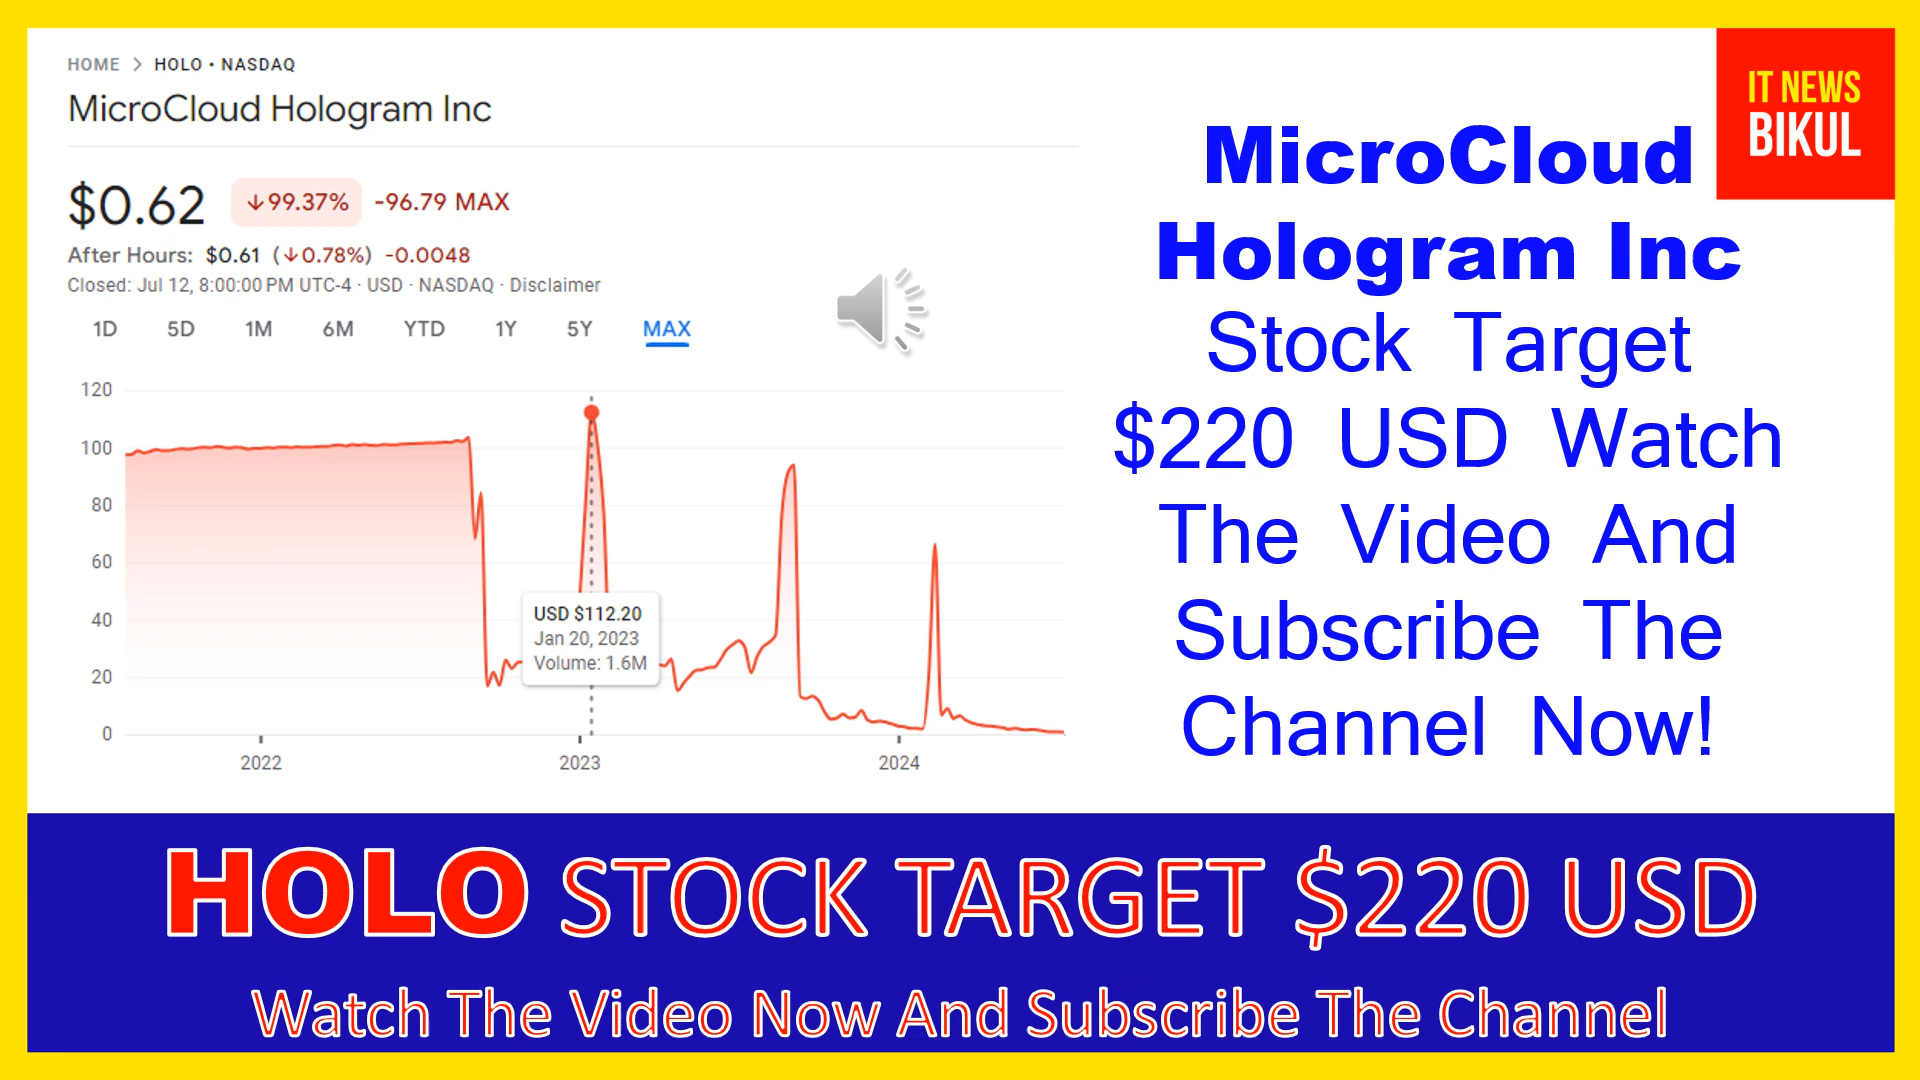 HOME > HOLO • NASDAQ
MicroCloud Hologram Inc
$0.62 ↓99.37% -96.79 MAX
After Hours: $0.61 (↓0.78%) -0.0048
Closed: Jul 12, 8:00:00 PM UTC-4 · USD · NASDAQ · Disclaimer
1D 5D 1M 6M YTD 1Y 5Y MAX
120
100
80
60
40
20
0
USD $112.20
Jan 20, 2023
Volume: 1.6M
2022 2023 2024
IT NEWS
BIKUL
MicroCloud
Hologram Inc
Stock Target
$220 USD Watch
The Video And
Subscribe The
Channel Now!
HOLO STOCK TARGET $220 USD
Watch The Video Now And Subscribe The Channel